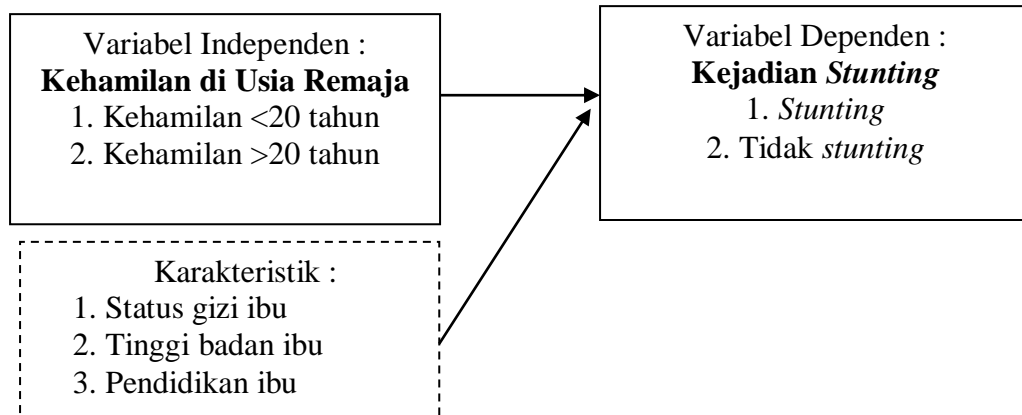 Variabel Independen :
Kehamilan di Usia Remaja
1. Kehamilan <20 tahun
2. Kehamilan >20 tahun
Variabel Dependen :
Kejadian Stunting
1. Stunting
2. Tidak stunting
Karakteristik :
1. Status gizi ibu
2. Tinggi badan ibu
3. Pendidikan ibu